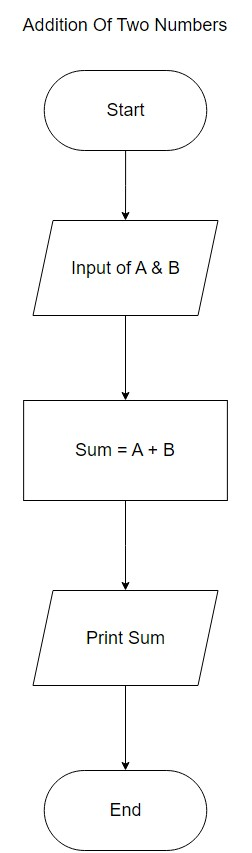 Addition Of Two Numbers
Start
Input of A & B
Sum = A + B
Print Sum
End